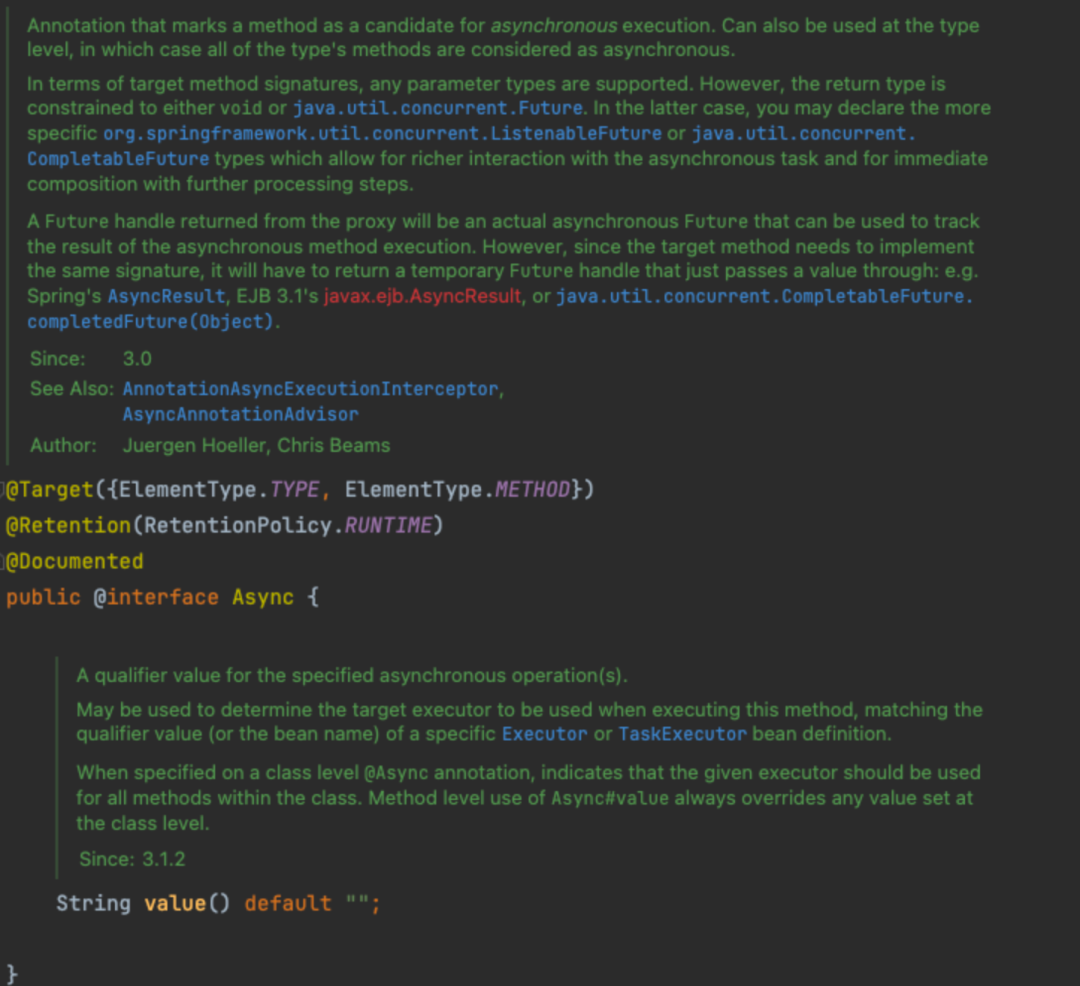 Annotation that marks a method as a candidate for asynchronous execution. Can also be used at the type
level, in which case all of the type's methods are considered as asynchronous.
In terms of target method signatures, any parameter types are supported. However, the return type is
constrained to either void or java.util.concurrent.Future. In the latter case, you may declare the more
specific org.springframework.util.concurrent.ListenableFuture or java.util.concurrent.
CompletableFuture types which allow for richer interaction with the asynchronous task and for immediate
composition with further processing steps.
A Future handle returned from the proxy will be an actual asynchronous Future that can be used to track
the result of the asynchronous method execution. However, since the target method needs to implement
the same signature, it will have to return a temporary Future handle that just passes a value through: e.g.
Spring's AsyncResult, EJB 3.1's javax.ejb.AsyncResult, or java.util.concurrent.CompletableFuture.
completedFuture(Object).
Since: 3.0
See Also: AnnotationAsyncExecutionInterceptor,
AsyncAnnotationAdvisor
Author: Juergen Hoeller, Chris Beams
@Target({ElementType.TYPE, ElementType.METHOD})
@Retention(RetentionPolicy.RUNTIME)
@Documented
public @interface Async {
A qualifier value for the specified asynchronous operation(s).
May be used to determine the target executor to be used when executing this method, matching the
qualifier value (or the bean name) of a specific Executor or TaskExecutor bean definition.
When specified on a class level @Async annotation, indicates that the given executor should be used
for all methods within the class. Method level use of Async#value always overrides any value set at
the class level.
Since: 3.1.2
String value() default "";
}